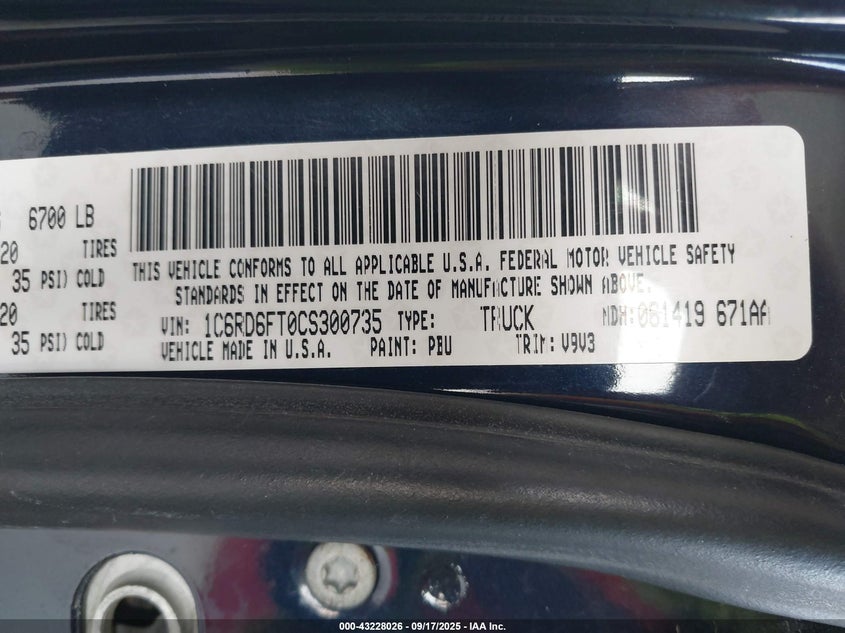 6700 LB
20 TIRES
35 PSI) COLD
20 TIRES
35 PSI) COLD
THIS VEHICLE CONFORMS TO ALL APPLICABLE U.S.A. FEDERAL MOTOR VEHICLE SAFETY
STANDARDS IN EFFECT ON THE DATE OF MANUFACTURE SHOWN ABOVE.
VIN: 1C6RD6FT0CS300735 TYPE: TRUCK MDH:081419 671AA
VEHICLE MADE IN U.S.A. PAINT: PBU TRIM: V9V3
000-43228026 - 09/17/2025 - IAA Inc.